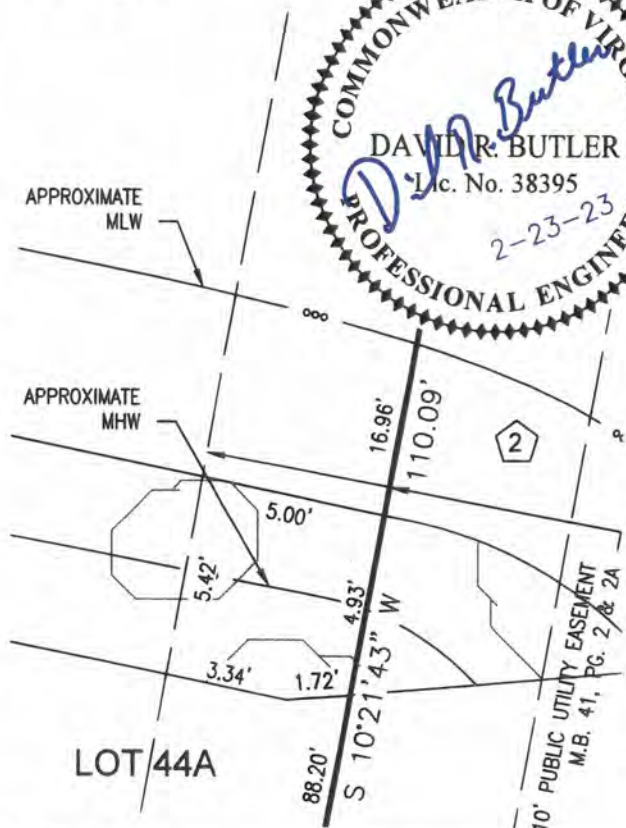 COMMONWEALTH OF
DAVID R. BUTLER
Lic. No. 38395
2-23-23
PROFESSIONAL
APPROXIMATE
MLW
000
APPROXIMATE
MHW
16.96'
110.09'
2
5.00'
5.42'
4.93'
3.34'
1.72'
88.20'
S 10°21'43" W
LOT 44A
10' PUBLIC UTILITY EASEMENT
M.B. 41, PG. 2 & 2A